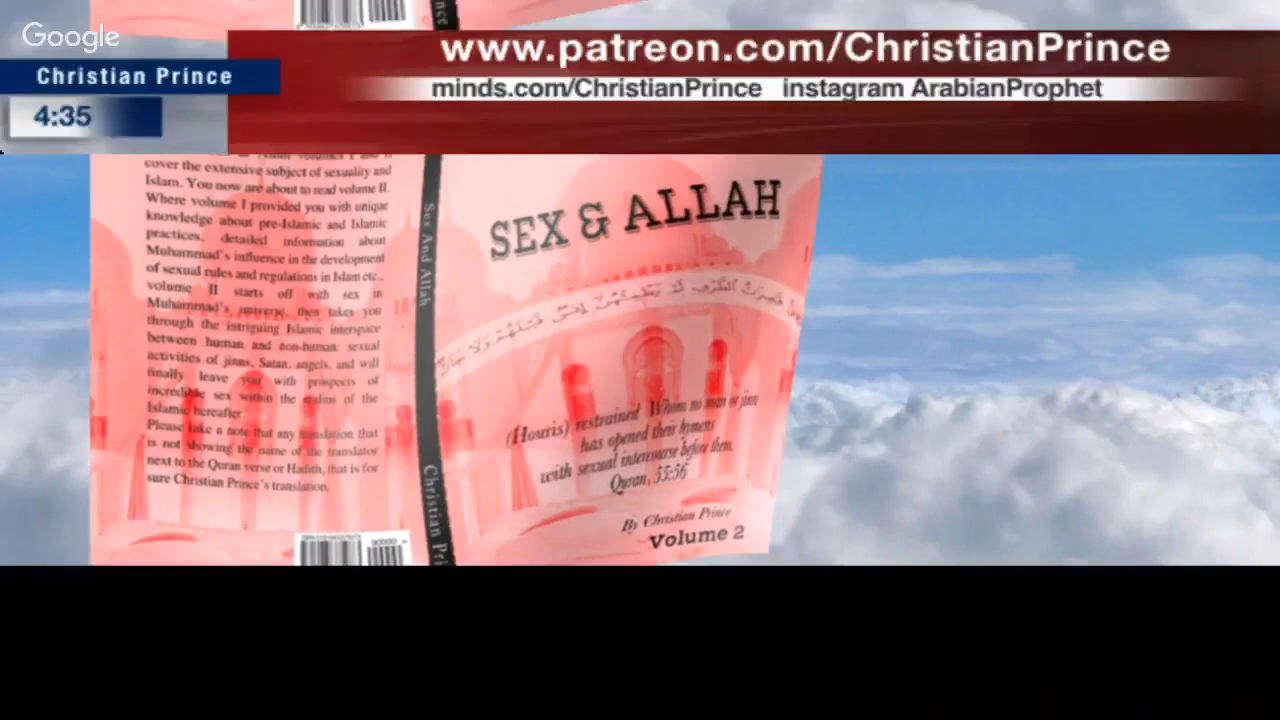 Google
nce
www.patreon.com/ChristianPrince
Christian Prince
minds.com/ChristianPrince instagram ArabianProphet
4:35
cover the extensive subject of sexuality and
Islam. You now are about to read volume II.
Where volume I provided you with unique
knowledge about pre-Islamic and Islamic
practices, detailed information about
Muhammad's influence in the development
of sexual rules and regulations in Islam etc..
volume II starts off with sex in
Muhammad's universe, then takes you
through the intriguing Islamic interspace
between human and non-human sexual
activities of jinns, Satan, angels, and will
finally leave you with prospects of
incredible sex within the realms of the
Islamic hereafter.
Please take a note that any translation that
is not showing the name of the translator
next to the Quran verse or Hadith, that is for
sure Christian Prince's translation.
90000 >
Sex And Allah
Christian Pri
SEX & ALLAH
(Houris) restrained Whom no man or jinn
has opened their hymens
with sexual intercourse before them.
Quran, 55:56
By Christian Prince
Volume 2